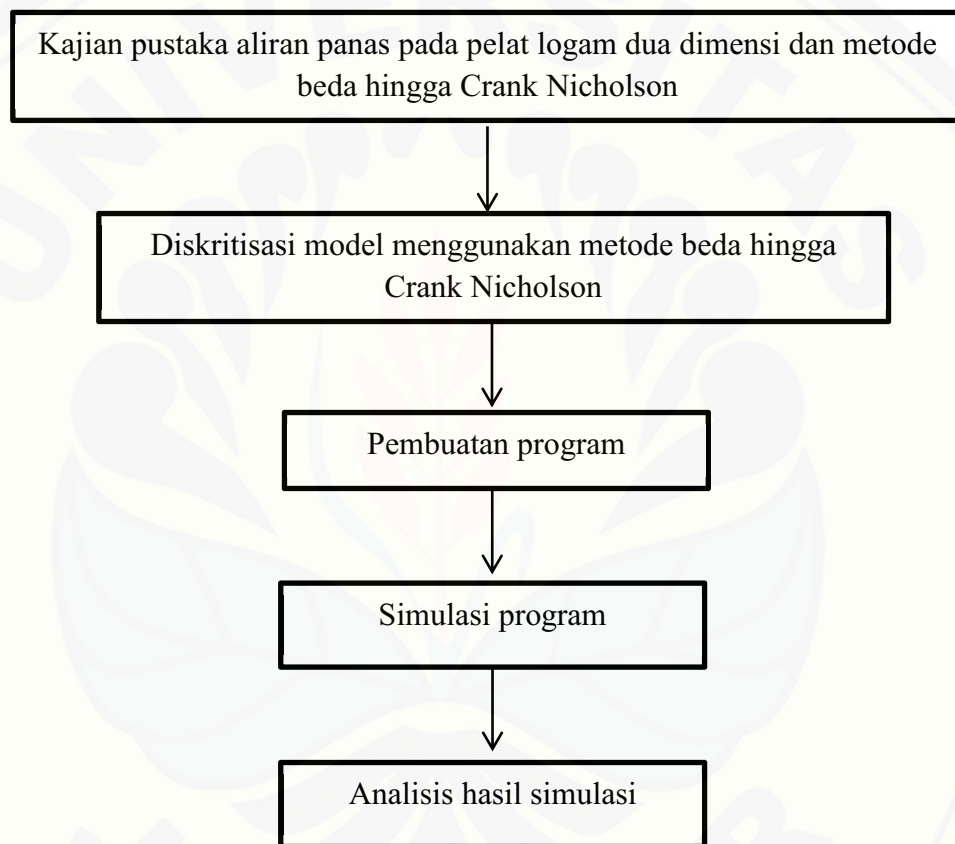 Kajian pustaka aliran panas pada pelat logam dua dimensi dan metode
beda hingga Crank Nicholson
Diskritisasi model menggunakan metode beda hingga
Crank Nicholson
Pembuatan program
Simulasi program
Analisis hasil simulasi
UNIVERSITAS